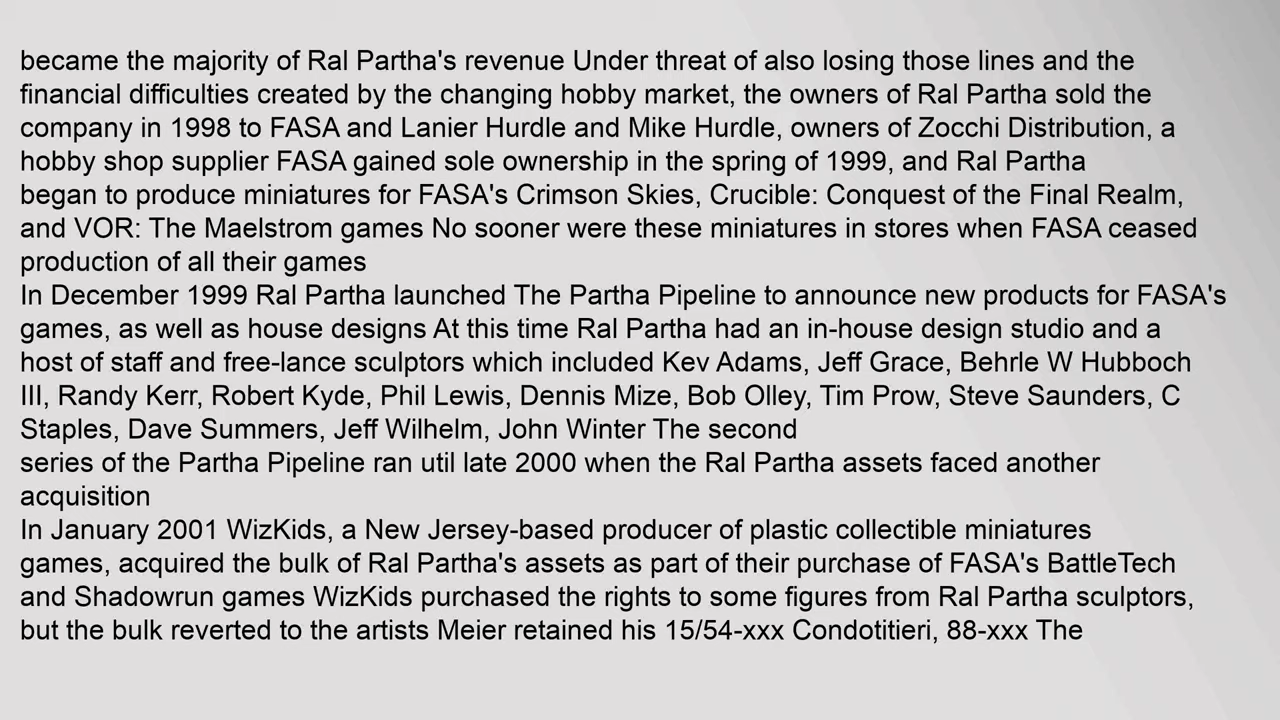 became the majority of Ral Partha's revenue Under threat of also losing those lines and the
financial difficulties created by the changing hobby market, the owners of Ral Partha sold the
company in 1998 to FASA and Lanier Hurdle and Mike Hurdle, owners of Zocchi Distribution, a
hobby shop supplier FASA gained sole ownership in the spring of 1999, and Ral Partha
began to produce miniatures for FASA's Crimson Skies, Crucible: Conquest of the Final Realm,
and VOR: The Maelstrom games No sooner were these miniatures in stores when FASA ceased
production of all their games
In December 1999 Ral Partha launched The Partha Pipeline to announce new products for FASA's
games, as well as house designs At this time Ral Partha had an in-house design studio and a
host of staff and free-lance sculptors which included Kev Adams, Jeff Grace, Behrle W Hubboch
III, Randy Kerr, Robert Kyde, Phil Lewis, Dennis Mize, Bob Olley, Tim Prow, Steve Saunders, C
Staples, Dave Summers, Jeff Wilhelm, John Winter The second
series of the Partha Pipeline ran util late 2000 when the Ral Partha assets faced another
acquisition
In January 2001 WizKids, a New Jersey-based producer of plastic collectible miniatures
games, acquired the bulk of Ral Partha's assets as part of their purchase of FASA's BattleTech
and Shadowrun games WizKids purchased the rights to some figures from Ral Partha sculptors,
but the bulk reverted to the artists Meier retained his 15/54-xxx Condotitieri, 88-xxx The